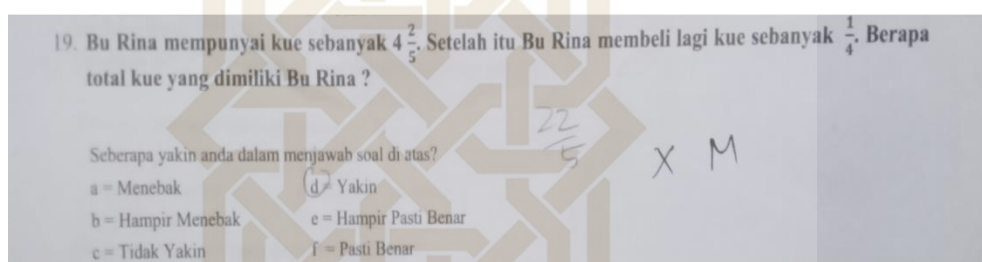 19. Bu Rina mempunyai kue sebanyak 4 2/5. Setelah itu Bu Rina membeli lagi kue sebanyak 1/4. Berapa
total kue yang dimiliki Bu Rina ?
22/5
X M
Seberapa yakin anda dalam menjawab soal di atas?
a = Menebak d = Yakin
b = Hampir Menebak e = Hampir Pasti Benar
c = Tidak Yakin f = Pasti Benar